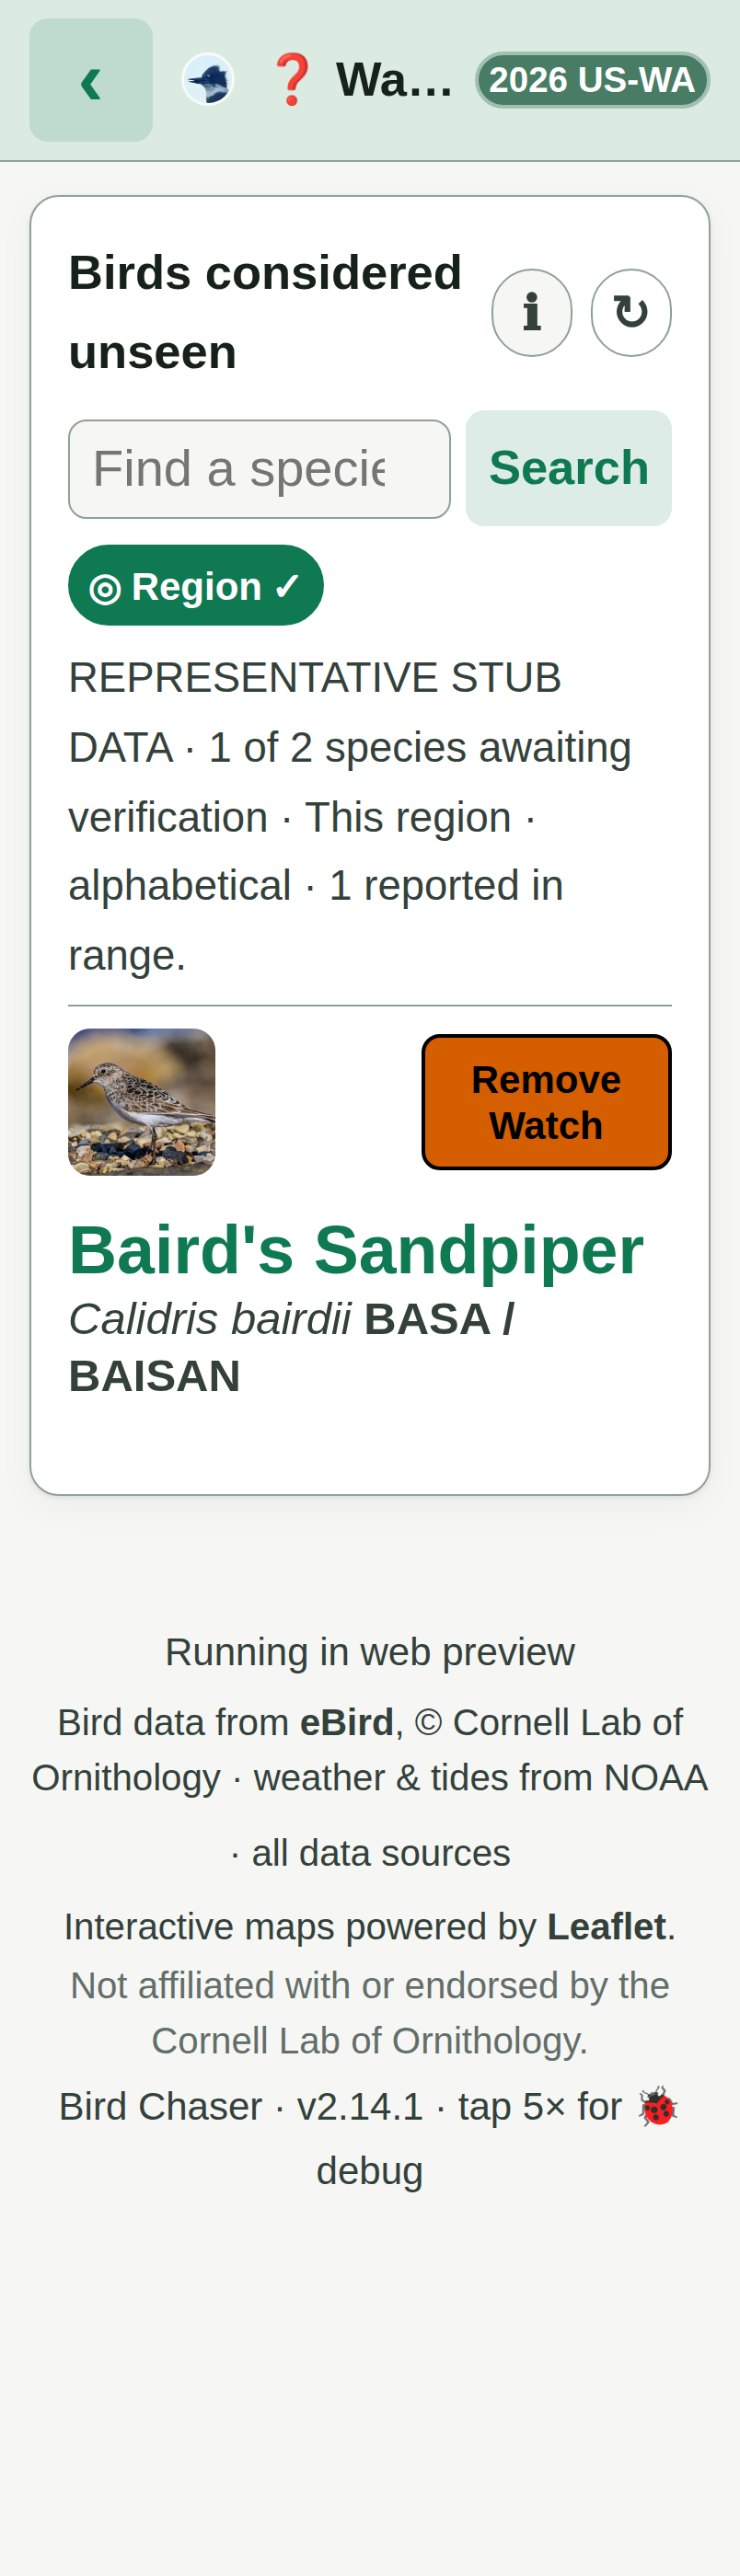 ‹ ❓ Wa… 2026 US-WA
Birds considered
unseen
ℹ ↻
Find a specie
Search
◎ Region ✓
REPRESENTATIVE STUB
DATA · 1 of 2 species awaiting
verification · This region ·
alphabetical · 1 reported in
range.
Remove
Watch
Baird's Sandpiper
Calidris bairdii BASA /
BAISAN
Running in web preview
Bird data from eBird, © Cornell Lab of
Ornithology · weather & tides from NOAA
· all data sources
Interactive maps powered by Leaflet.
Not affiliated with or endorsed by the
Cornell Lab of Ornithology.
Bird Chaser · v2.14.1 · tap 5× for 🐞
debug